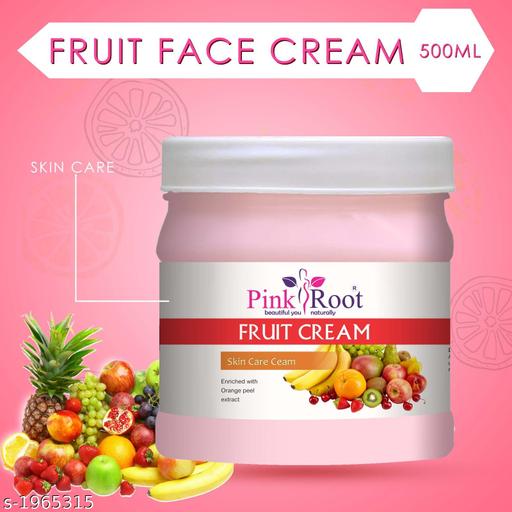 FRUIT FACE CREAM 500ML
SKIN CARE
Pink Root ®
beautiful you naturally
FRUIT CREAM
Skin Care Ceam
Enriched with
Orange peel
extract
s-1965315